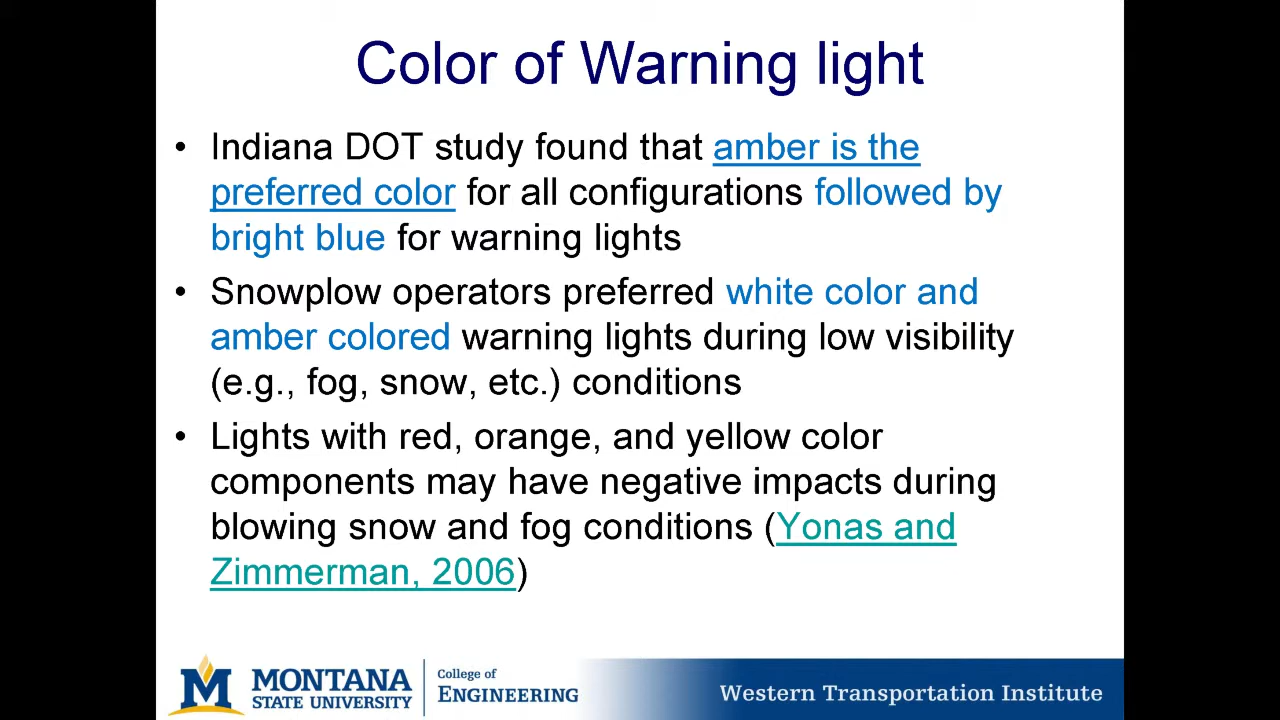 Color of Warning light
• Indiana DOT study found that amber is the
preferred color for all configurations followed by
bright blue for warning lights
• Snowplow operators preferred white color and
amber colored warning lights during low visibility
(e.g., fog, snow, etc.) conditions
• Lights with red, orange, and yellow color
components may have negative impacts during
blowing snow and fog conditions (Yonas and
Zimmerman, 2006)
M MONTANA
STATE UNIVERSITY
College of
ENGINEERING
Western Transportation Institute